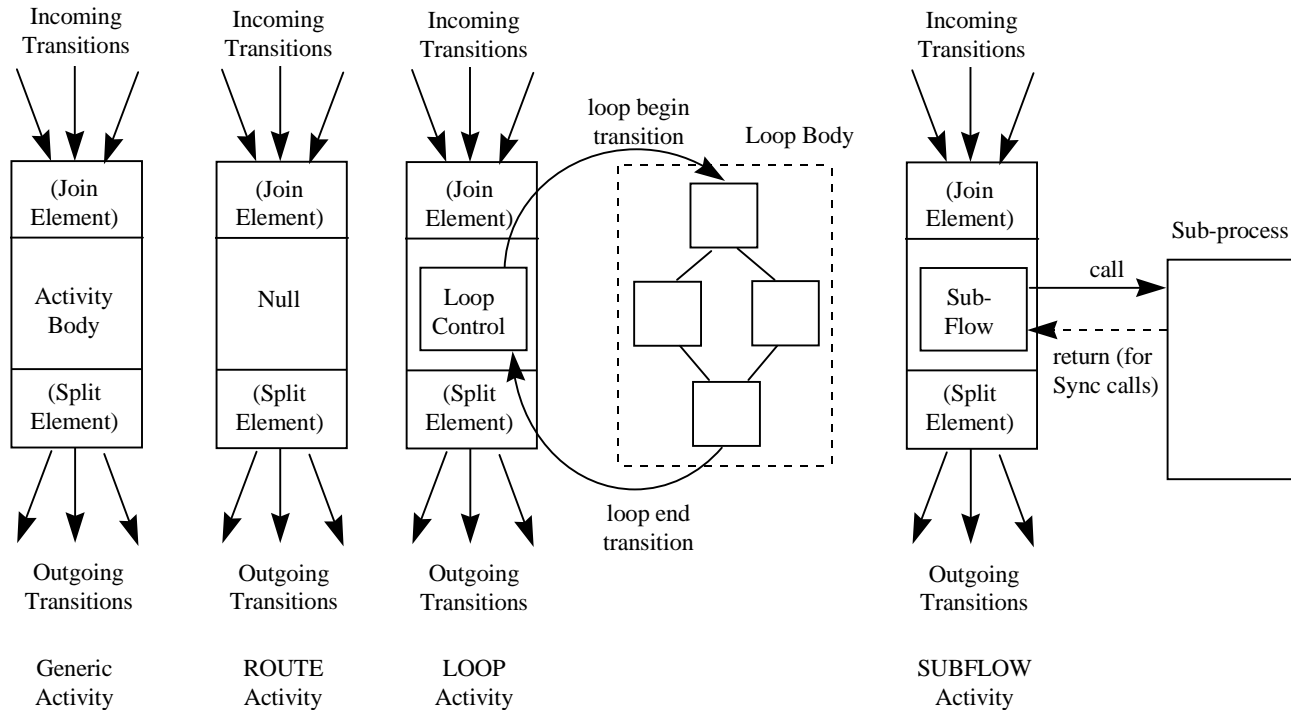 Incoming
Transitions
(Join
Element)
Activity
Body
(Split
Element)
Outgoing
Transitions
Generic
Activity
Incoming
Transitions
(Join
Element)
Null
(Split
Element)
Outgoing
Transitions
ROUTE
Activity
Incoming
Transitions
(Join
Element)
Loop
Control
(Split
Element)
Outgoing
Transitions
LOOP
Activity
loop begin
transition
Loop Body
loop end
transition
Incoming
Transitions
(Join
Element)
Sub-
Flow
(Split
Element)
Outgoing
Transitions
SUBFLOW
Activity
call
return (for
Sync calls)
Sub-process